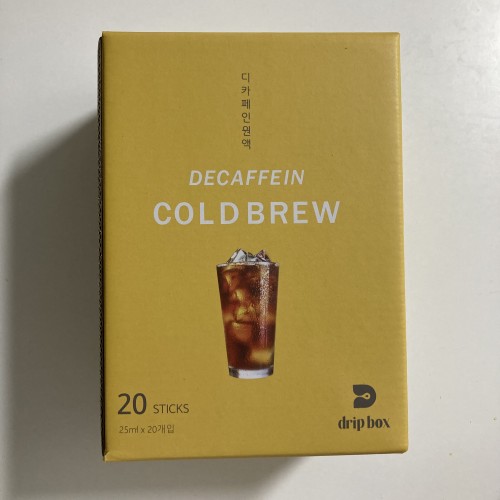 디카페인원액
DECAFFEIN
COLD BREW
20 STICKS
25ml x 20개입
drip box